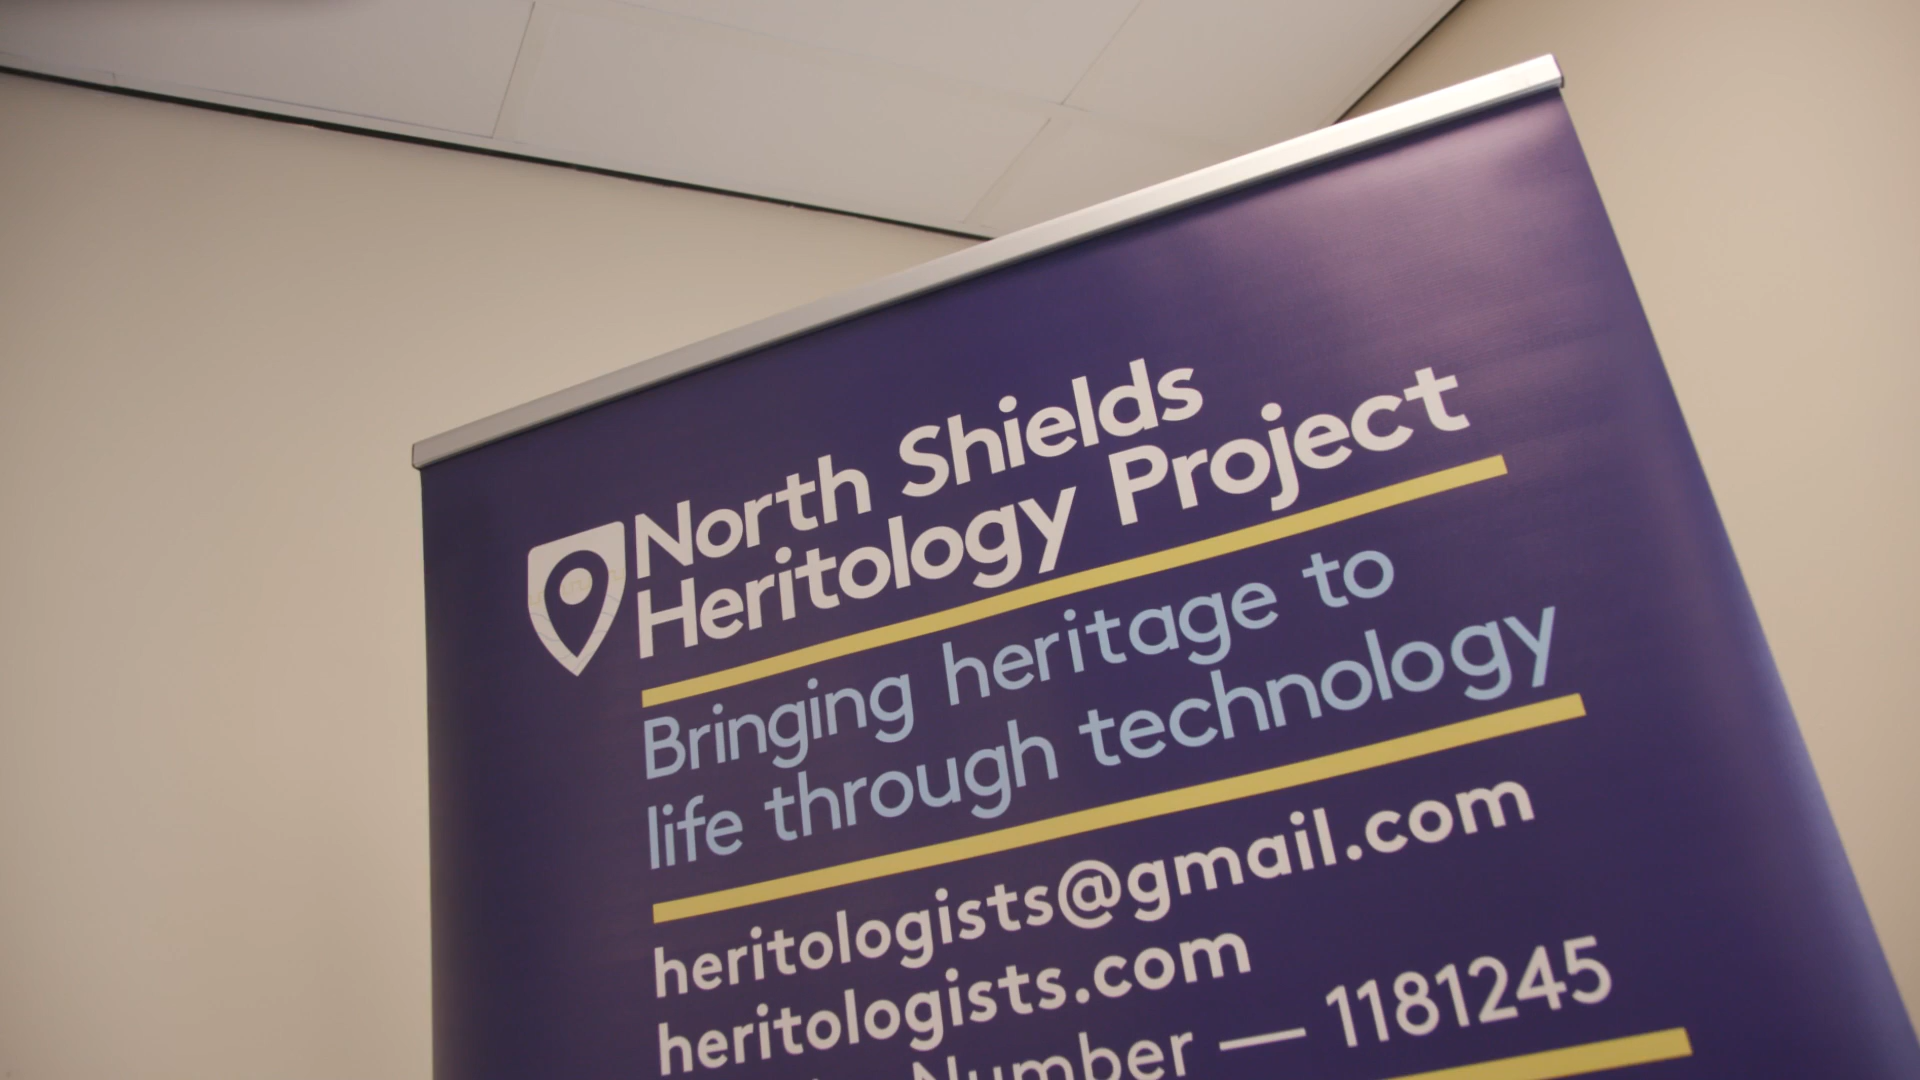 North Shields
Heritology Project
Bringing heritage to
life through technology
heritologists@gmail.com
heritologists.com
Number — 1181245